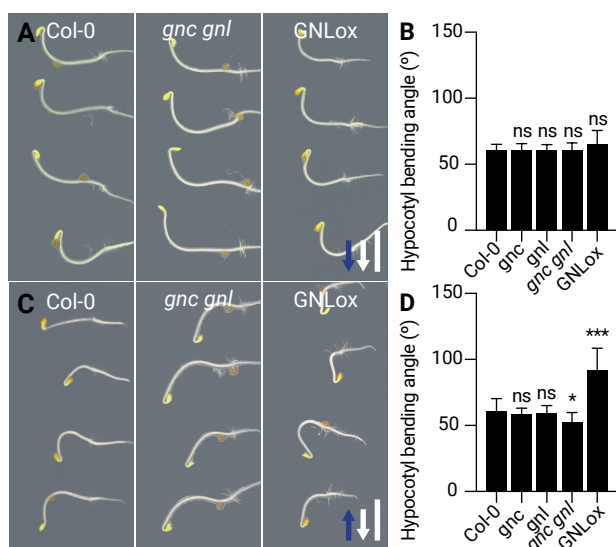 A
Col-0
gnc gnl
GNLox
B
Hypocotyl bending angle (º)
150
100
50
0
ns
ns
ns
ns
Col-0
gnc
gnl
gnc gnl
GNLox
C
Col-0
gnc gnl
GNLox
D
Hypocotyl bending angle (º)
150
100
50
0
ns
ns
*
***
Col-0
gnc
gnl
gnc gnl
GNLox